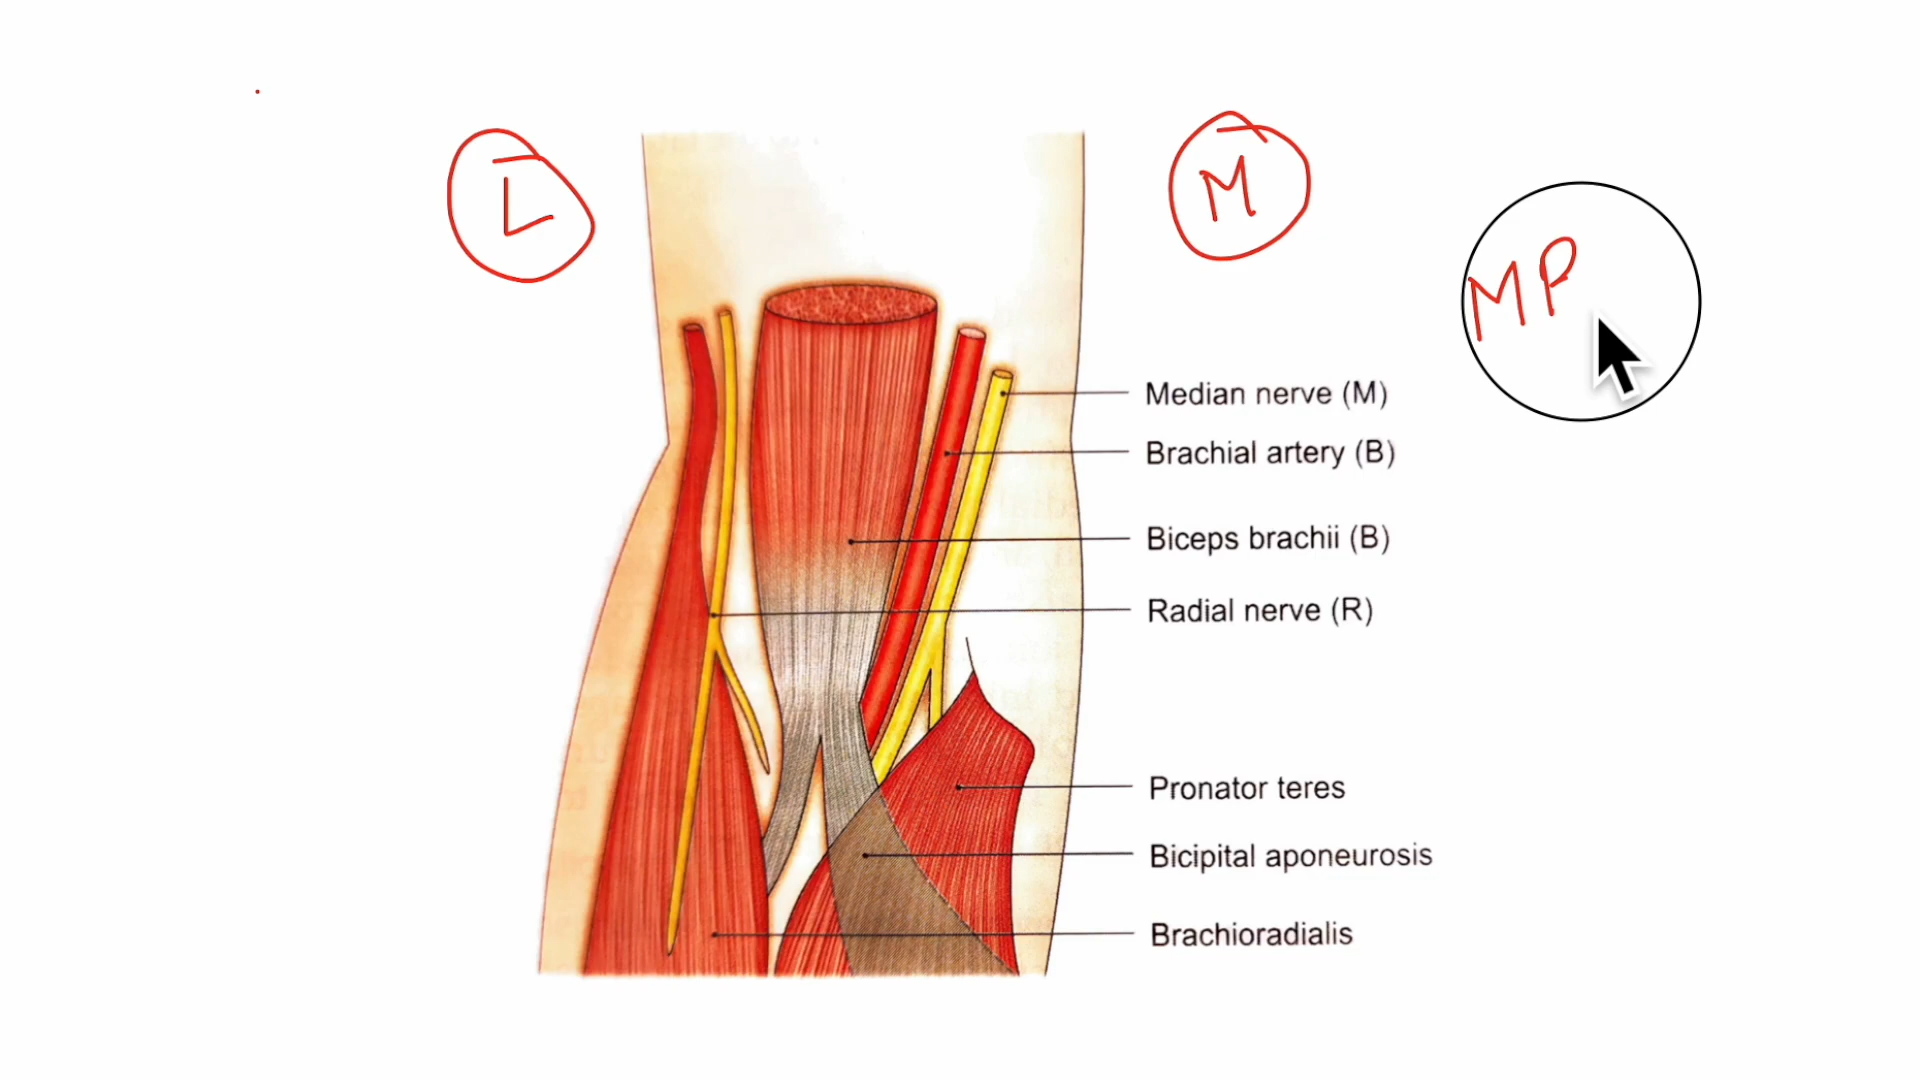 L
M
MP
Median nerve (M)
Brachial artery (B)
Biceps brachii (B)
Radial nerve (R)
Pronator teres
Bicipital aponeurosis
Brachioradialis